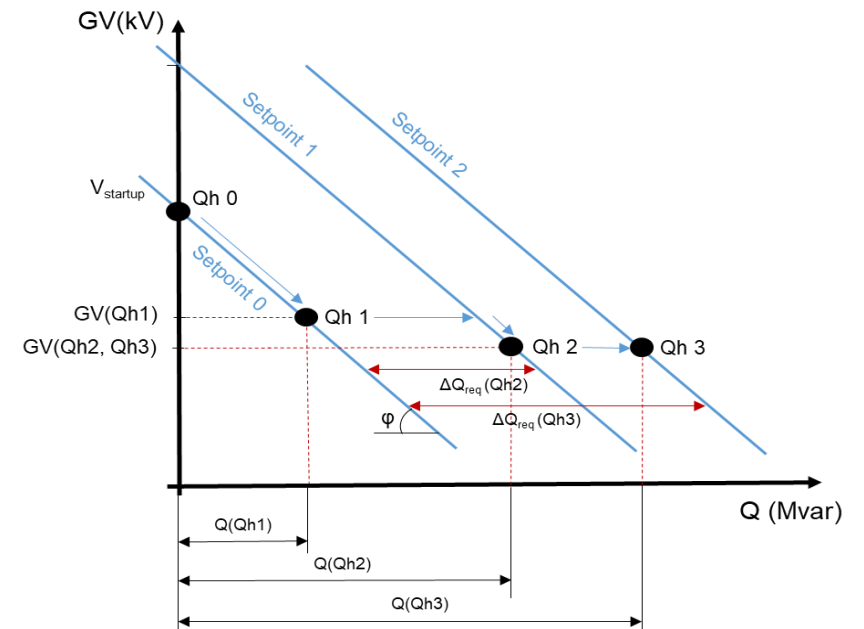 GV(kV)
Setpoint 1
Setpoint 2
V startup
Qh 0
Setpoint 0
GV(Qh1)
Qh 1
GV(Qh2, Qh3)
Qh 2
Qh 3
ΔQreq (Qh2)
φ
ΔQreq (Qh3)
Q (Mvar)
Q(Qh1)
Q(Qh2)
Q(Qh3)